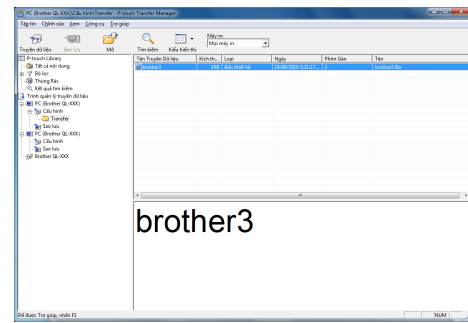 PC (Brother QL-XXX)\Cấu hình\Transfer - P-touch Transfer Manager
Tệp tin Chỉnh sửa Xem Công cụ Trợ giúp
Truyền dữ liệu Sao lưu Mở Tìm kiếm Kiểu hiển thị Máy in
Mọi máy in
P-touch Library
Tất cả nội dung
Bộ lọc
Thùng Rác
Kết quả tìm kiếm
Trình quản lý truyền dữ liệu
PC (Brother QL-XXX)
Cấu hình
Transfer
Sao lưu
PC (Brother QL-XXX)
Cấu hình
Sao lưu
Brother QL-XXX
Tên Truyền Dữ liệu Kích th... Loại Ngày Phím Gán Tên
brother3 1KB Bản thiết kế 2 brother3.lbx
brother3
Để được Trợ giúp, nhấn F1 NUM